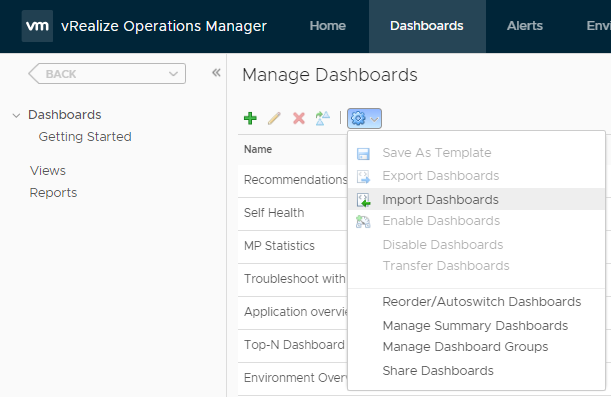 vm vRealize Operations Manager Home Dashboards Alerts Envi
BACK
Dashboards
Getting Started
Views
Reports
Manage Dashboards
Name
Recommendations
Self Health
MP Statistics
Troubleshoot with
Application overvie
Top-N Dashboard
Environment Overv
Save As Template
Export Dashboards
Import Dashboards
Enable Dashboards
Disable Dashboards
Transfer Dashboards
Reorder/Autoswitch Dashboards
Manage Summary Dashboards
Manage Dashboard Groups
Share Dashboards